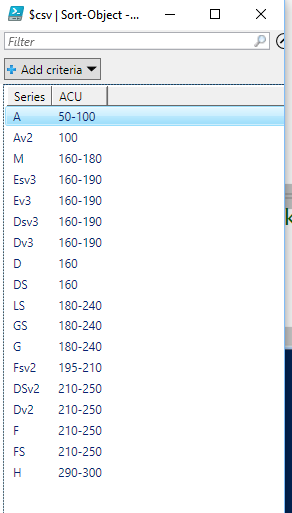 $csv | Sort-Object -...
Filter
Add criteria
Series ACU
A 50-100
Av2 100
M 160-180
Esv3 160-190
Ev3 160-190
Dsv3 160-190
Dv3 160-190
D 160
DS 160
LS 180-240
GS 180-240
G 180-240
Fsv2 195-210
DSv2 210-250
Dv2 210-250
F 210-250
FS 210-250
H 290-300